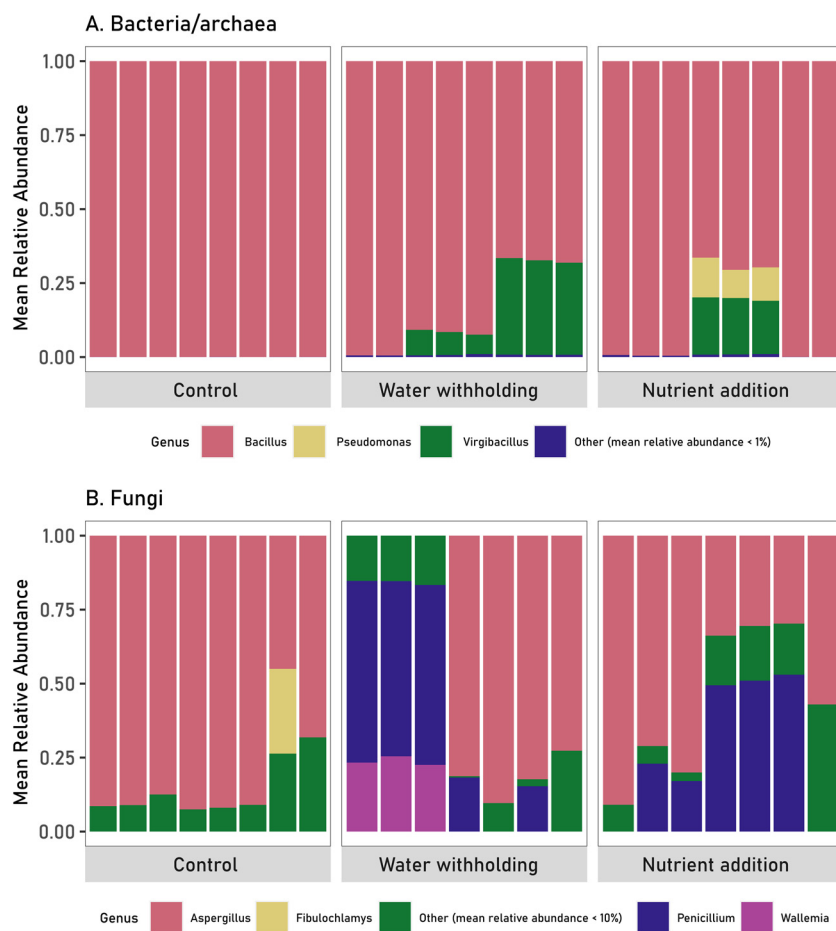 A. Bacteria/archaea
Mean Relative Abundance
1.00
0.75
0.50
0.25
0.00
Control
Water withholding
Nutrient addition
Genus Bacillus Pseudomonas Virgibacillus Other (mean relative abundance < 1%)
B. Fungi
Mean Relative Abundance
1.00
0.75
0.50
0.25
0.00
Control
Water withholding
Nutrient addition
Genus Aspergillus Fibulochlamys Other (mean relative abundance < 10%) Penicillium Wallemia